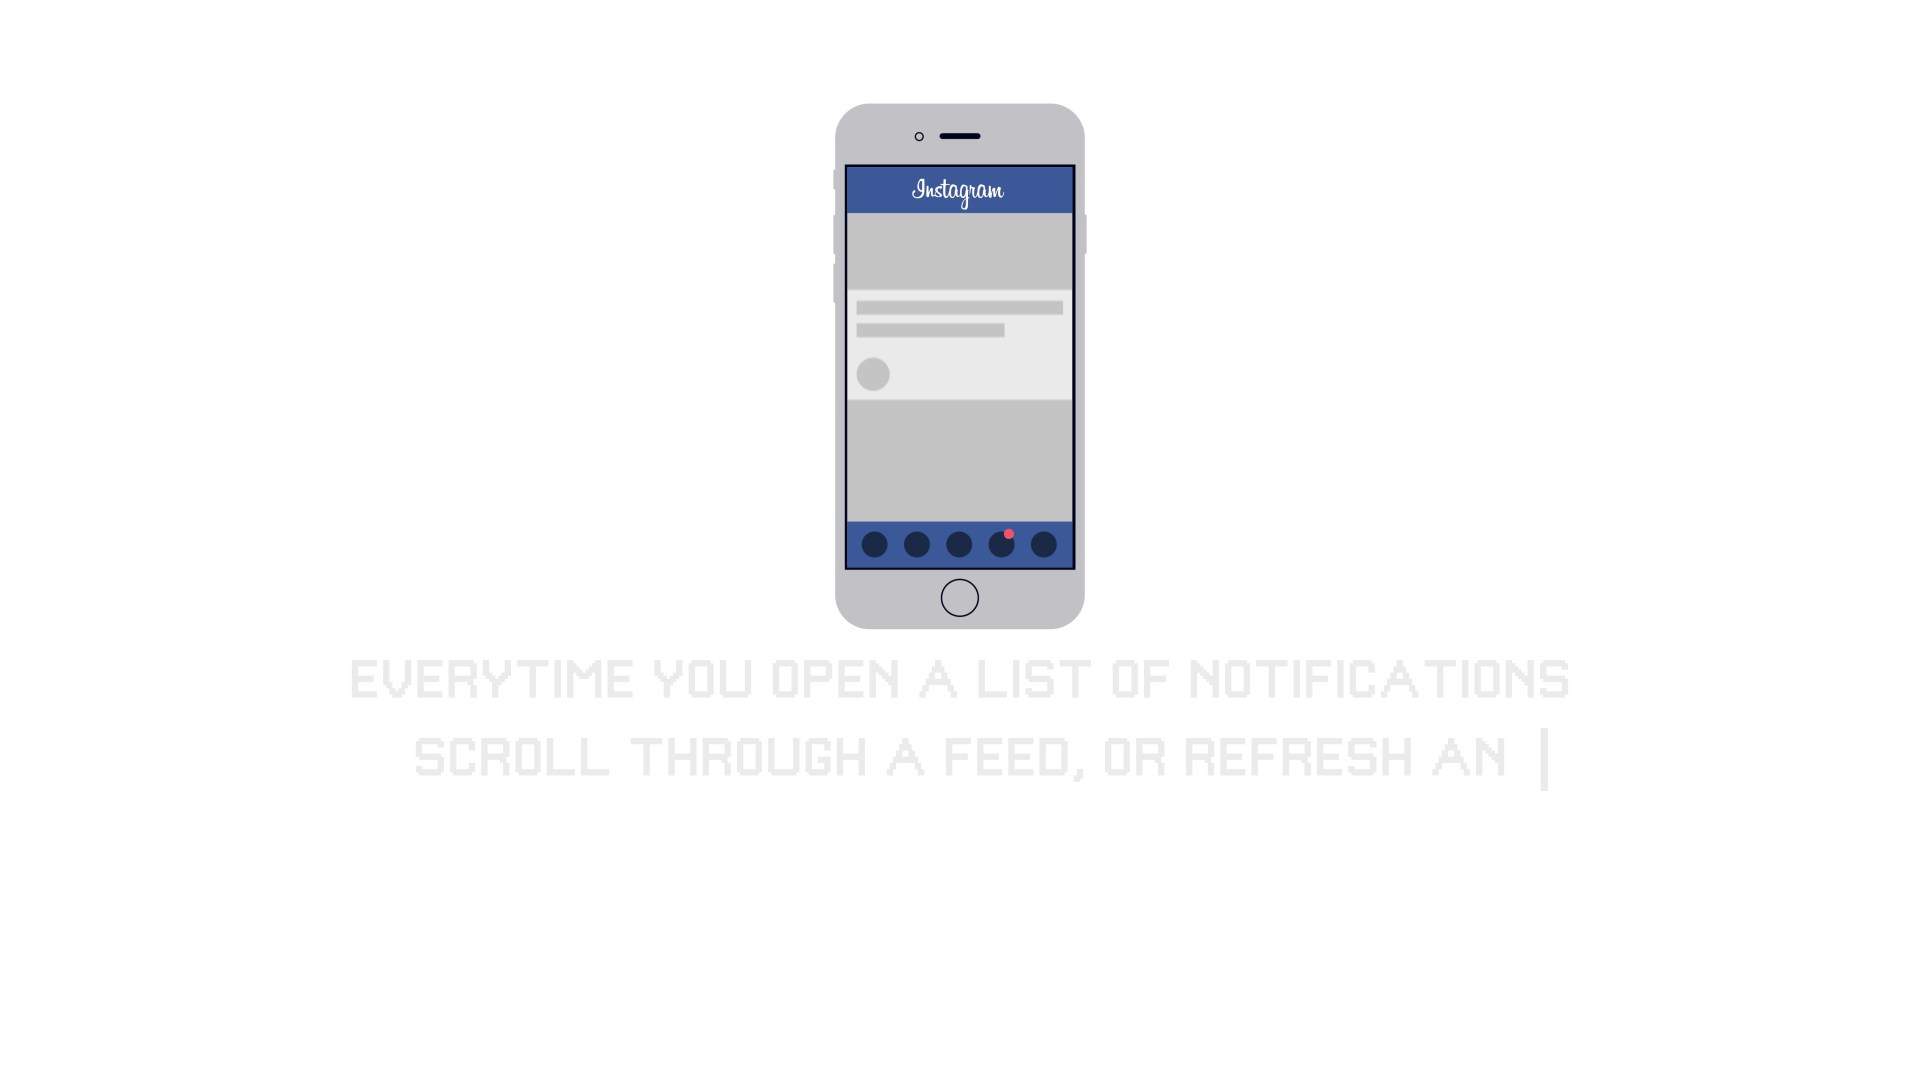 Instagram
EVERYTIME YOU OPEN A LIST OF NOTIFICATIONS
SCROLL THROUGH A FEED, OR REFRESH AN